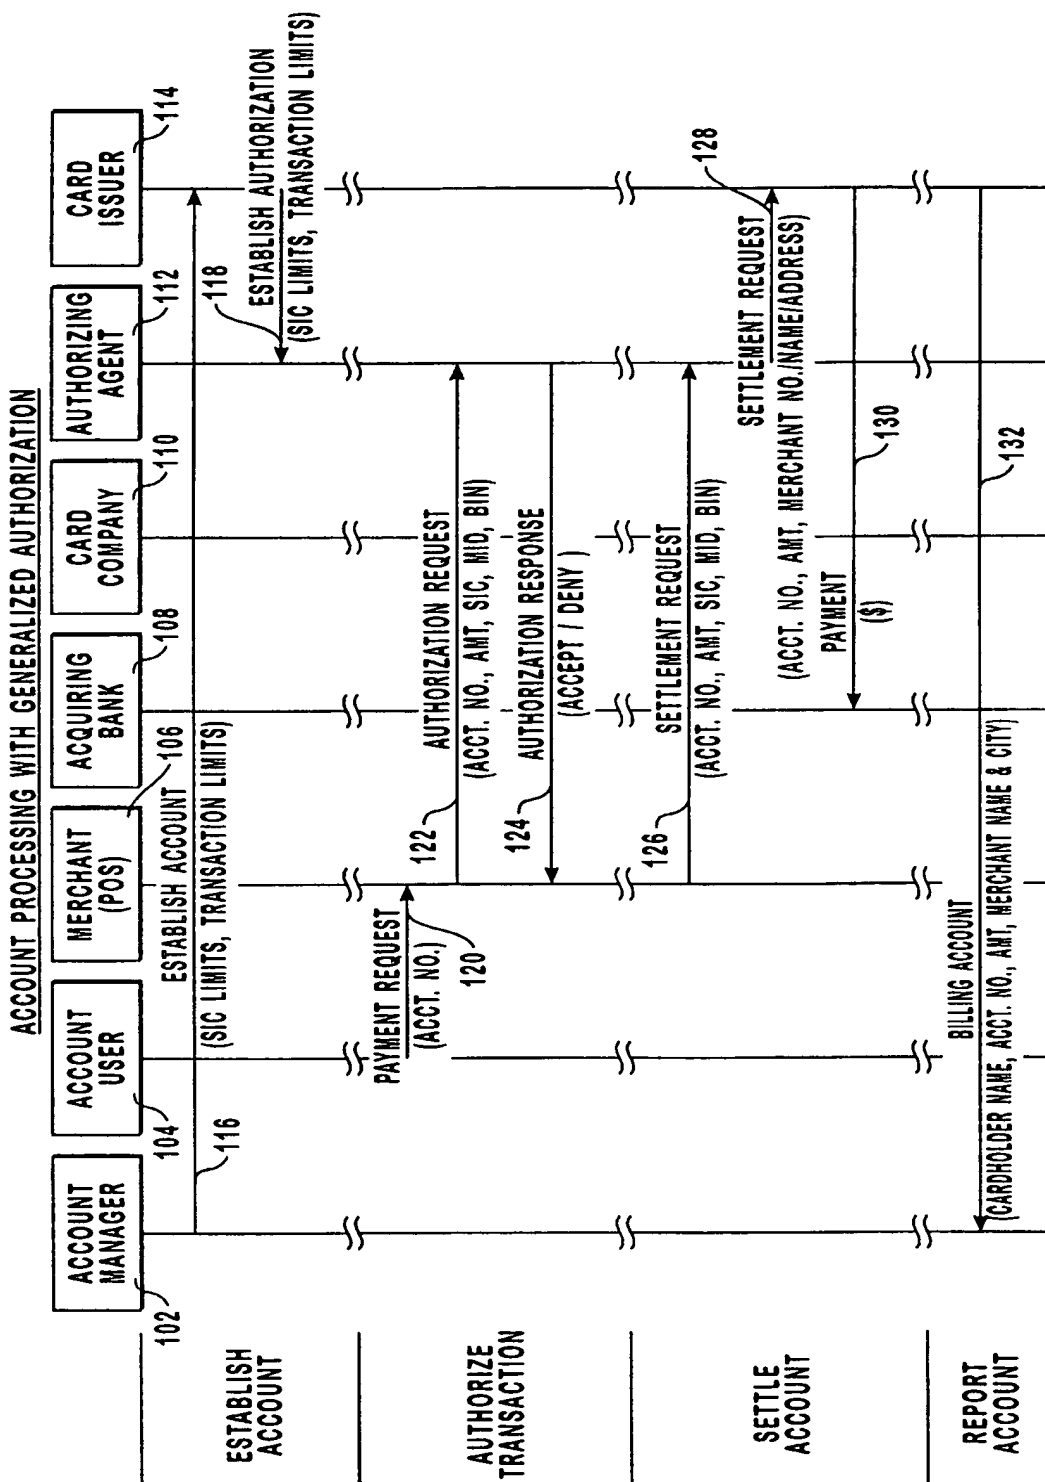 ACCOUNT PROCESSING WITH GENERALIZED AUTHORIZATION
ACCOUNT
MANAGER
102
ACCOUNT
USER
104
MERCHANT
(POS)
106
ACQUIRING
BANK
108
CARD
COMPANY
110
AUTHORIZING
AGENT
112
CARD
ISSUER
114
ESTABLISH
ACCOUNT
116
ESTABLISH ACCOUNT
(SIC LIMITS, TRANSACTION LIMITS)
118
ESTABLISH AUTHORIZATION
(SIC LIMITS, TRANSACTION LIMITS)
AUTHORIZE
TRANSACTION
PAYMENT REQUEST
(ACCT. NO.)
120
122
AUTHORIZATION REQUEST
(ACCT. NO., AMT, SIC, MID, BIN)
124
AUTHORIZATION RESPONSE
(ACCEPT / DENY )
SETTLE
ACCOUNT
126
SETTLEMENT REQUEST
(ACCT. NO., AMT, SIC, MID, BIN)
128
SETTLEMENT REQUEST
(ACCT. NO., AMT, MERCHANT NO./NAME/ADDRESS)
PAYMENT
($)
130
REPORT
ACCOUNT
BILLING ACCOUNT
(CARDHOLDER NAME, ACCT. NO., AMT, MERCHANT NAME & CITY)
132